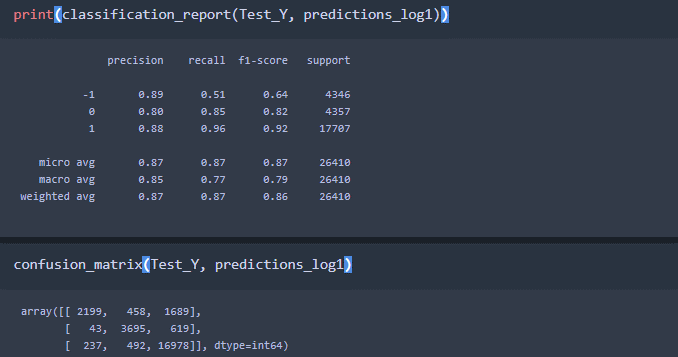 print(classification_report(Test_Y, predictions_log1))
precision recall f1-score support
-1 0.89 0.51 0.64 4346
0 0.80 0.85 0.82 4357
1 0.88 0.96 0.92 17707
micro avg 0.87 0.87 0.87 26410
macro avg 0.85 0.77 0.79 26410
weighted avg 0.87 0.87 0.86 26410
confusion_matrix(Test_Y, predictions_log1)
array([[ 2199, 458, 1689],
[ 43, 3695, 619],
[ 237, 492, 16978]], dtype=int64)